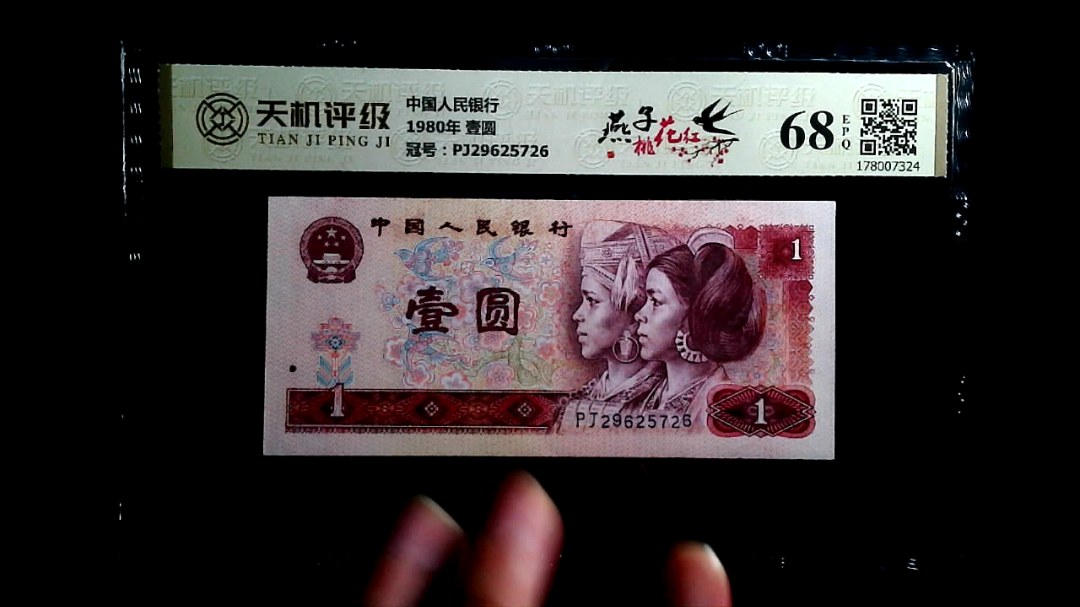 天机评级
TIAN JI PING JI
中国人民银行
1980年 壹圆
冠号：PJ29625726
燕子
桃花红
68
EPQ
178007324
中国人民银行
1
壹圆
1
PJ29625726
1